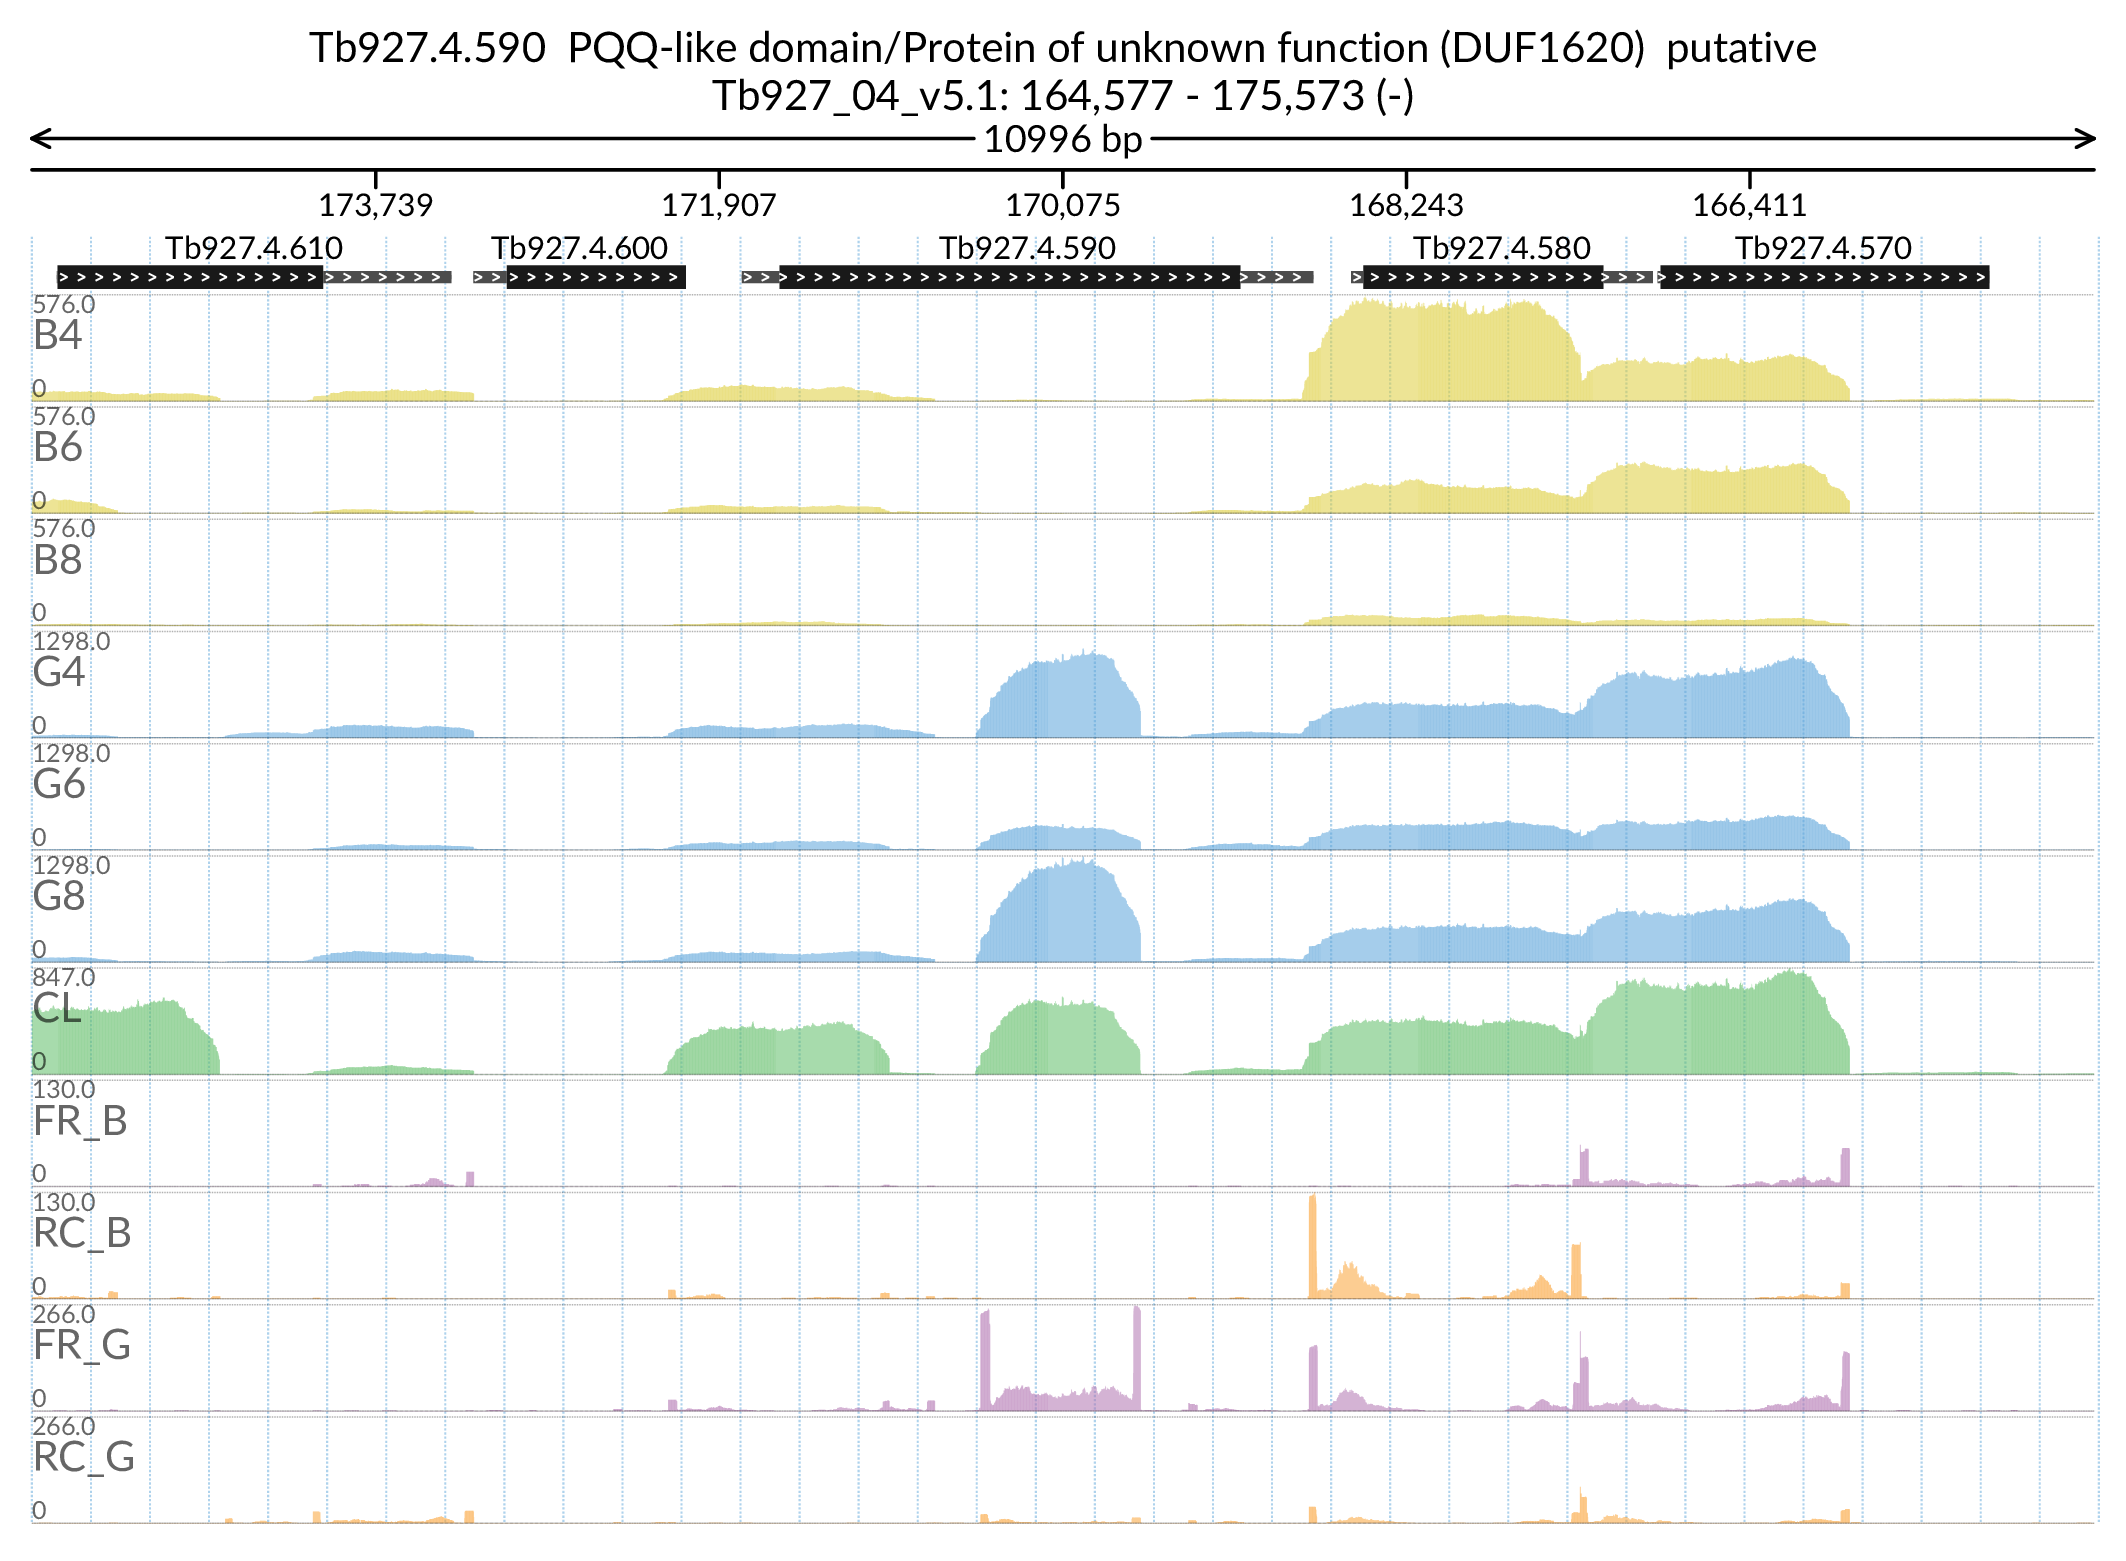 Tb927.4.590  PQQ-like domain/Protein of unknown function (DUF1620)  putative
Tb927_04_v5.1: 164,577 - 175,573 (-)
10996 bp
173,739 171,907 170,075 168,243 166,411
Tb927.4.610 Tb927.4.600 Tb927.4.590 Tb927.4.580 Tb927.4.570
576.0
B4
0
576.0
B6
0
576.0
B8
0
1298.0
G4
0
1298.0
G6
0
1298.0
G8
0
847.0
CL
0
130.0
FR_B
0
130.0
RC_B
0
266.0
FR_G
0
266.0
RC_G
0